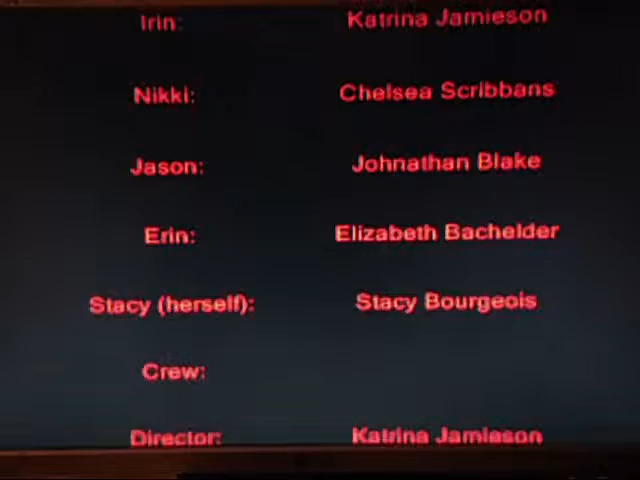 Irin: Katrina Jamieson
Nikki: Chelsea Scribbans
Jason: Johnathan Blake
Erin: Elizabeth Bachelder
Stacy (herself): Stacy Bourgeois
Crew:
Director: Katrina Jamieson